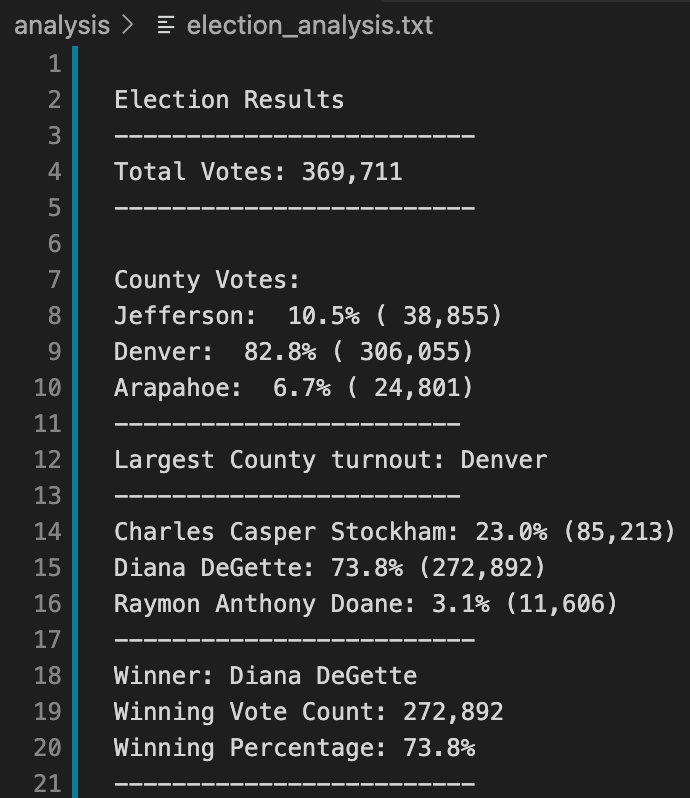 analysis > election_analysis.txt
1
2 Election Results
3 -------------------------
4 Total Votes: 369,711
5 -------------------------
6
7 County Votes:
8 Jefferson:  10.5% ( 38,855)
9 Denver:  82.8% ( 306,055)
10 Arapahoe:  6.7% ( 24,801)
11 ------------------------
12 Largest County turnout: Denver
13 ------------------------
14 Charles Casper Stockham: 23.0% (85,213)
15 Diana DeGette: 73.8% (272,892)
16 Raymon Anthony Doane: 3.1% (11,606)
17 -------------------------
18 Winner: Diana DeGette
19 Winning Vote Count: 272,892
20 Winning Percentage: 73.8%
21 -------------------------